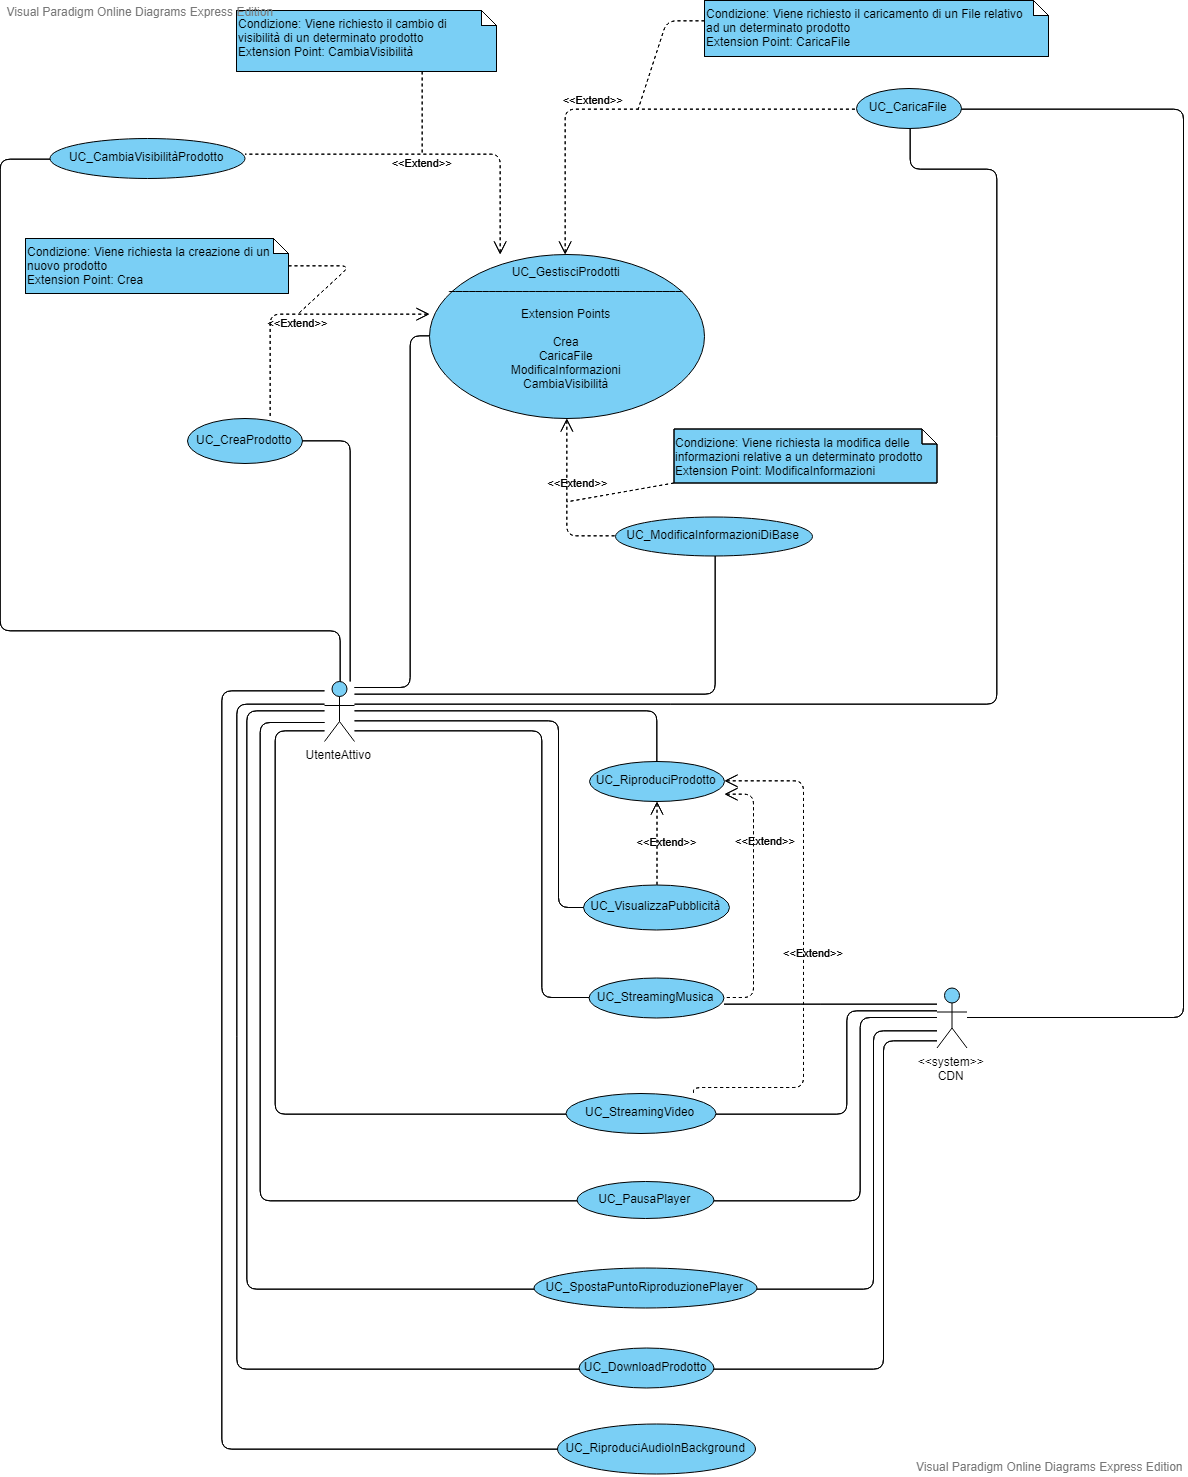 Visual Paradigm Online Diagrams Express Edition
Condizione: Viene richiesto il cambio di
visibilità di un determinato prodotto
Extension Point: CambiaVisibilità
Condizione: Viene richiesto il caricamento di un File relativo
ad un determinato prodotto
Extension Point: CaricaFile
<<Extend>>
UC_CaricaFile
UC_CambiaVisibilitàProdotto
<<Extend>>
Condizione: Viene richiesta la creazione di un
nuovo prodotto
Extension Point: Crea
<<Extend>>
UC_GestisciProdotti
Extension Points
Crea
CaricaFile
ModificaInformazioni
CambiaVisibilità
UC_CreaProdotto
Condizione: Viene richiesta la modifica delle
informazioni relative a un determinato prodotto
Extension Point: ModificaInformazioni
<<Extend>>
UC_ModificaInformazioniDiBase
UtenteAttivo
UC_RiproduciProdotto
<<Extend>>
<<Extend>>
UC_VisualizzaPubblicità
<<Extend>>
UC_StreamingMusica
<<system>>
CDN
UC_StreamingVideo
UC_PausaPlayer
UC_SpostaPuntoRiproduzionePlayer
UC_DownloadProdotto
UC_RiproduciAudioInBackground
Visual Paradigm Online Diagrams Express Edition